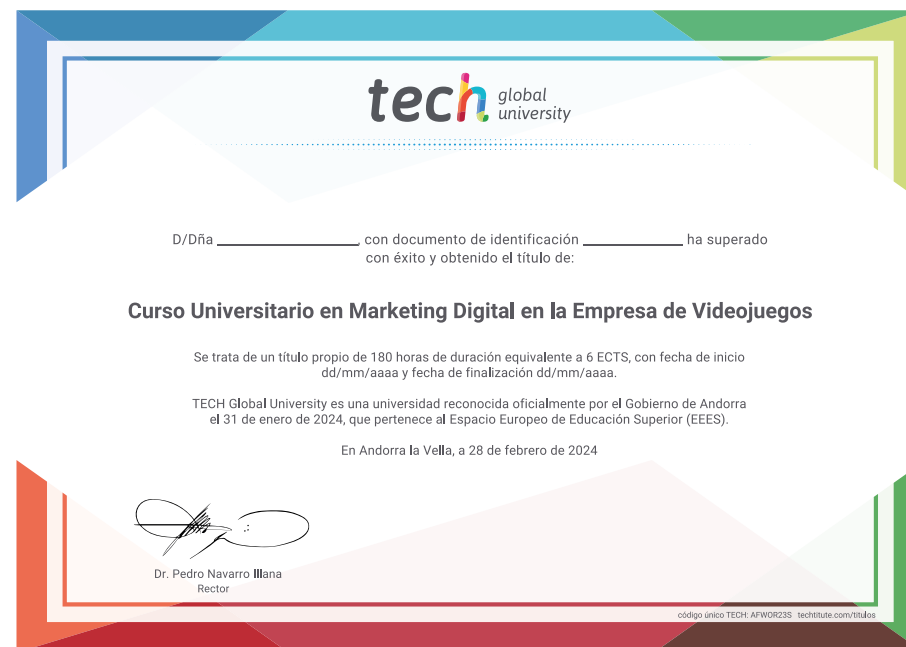 tech global university
D/Dña ____________, con documento de identificación ____________ ha superado
con éxito y obtenido el título de:
Curso Universitario en Marketing Digital en la Empresa de Videojuegos
Se trata de un título propio de 180 horas de duración equivalente a 6 ECTS, con fecha de inicio
dd/mm/aaaa y fecha de finalización dd/mm/aaaa.
TECH Global University es una universidad reconocida oficialmente por el Gobierno de Andorra
el 31 de enero de 2024, que pertenece al Espacio Europeo de Educación Superior (EEES).
En Andorra la Vella, a 28 de febrero de 2024
Dr. Pedro Navarro Illana
Rector
código único TECH: AFWOR23S techtitute.com/titulos